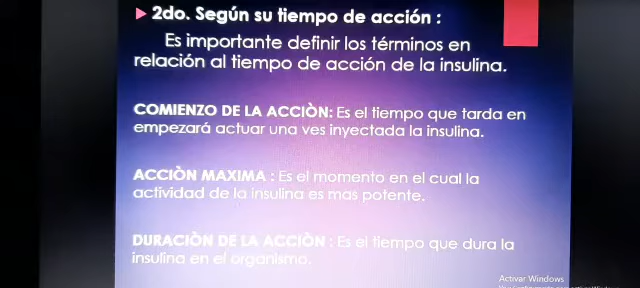 2do. Según su tiempo de acción :
Es importante definir los términos en
relación al tiempo de acción de la insulina.
COMIENZO DE LA ACCIÒN: Es el tiempo que tarda en
empezará actuar una ves inyectada la insulina.
ACCIÒN MAXIMA : Es el momento en el cual la
actividad de la insulina es mas potente.
DURACIÒN DE LA ACCIÒN : Es el tiempo que dura la
insulina en el organismo.
Activar Windows